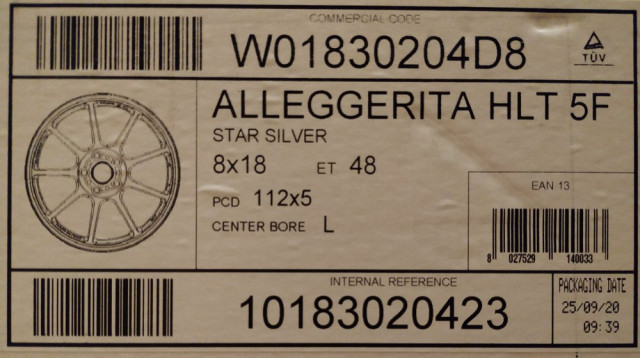 COMMERCIAL CODE
W01830204D8
TÜV
ALLEGGERITA HLT 5F
STAR SILVER
8x18 ET 48
PCD 112x5
CENTER BORE L
EAN 13
8 027529 140033
INTERNAL REFERENCE
10183020423
PACKAGING DATE
25/09/20
09:39